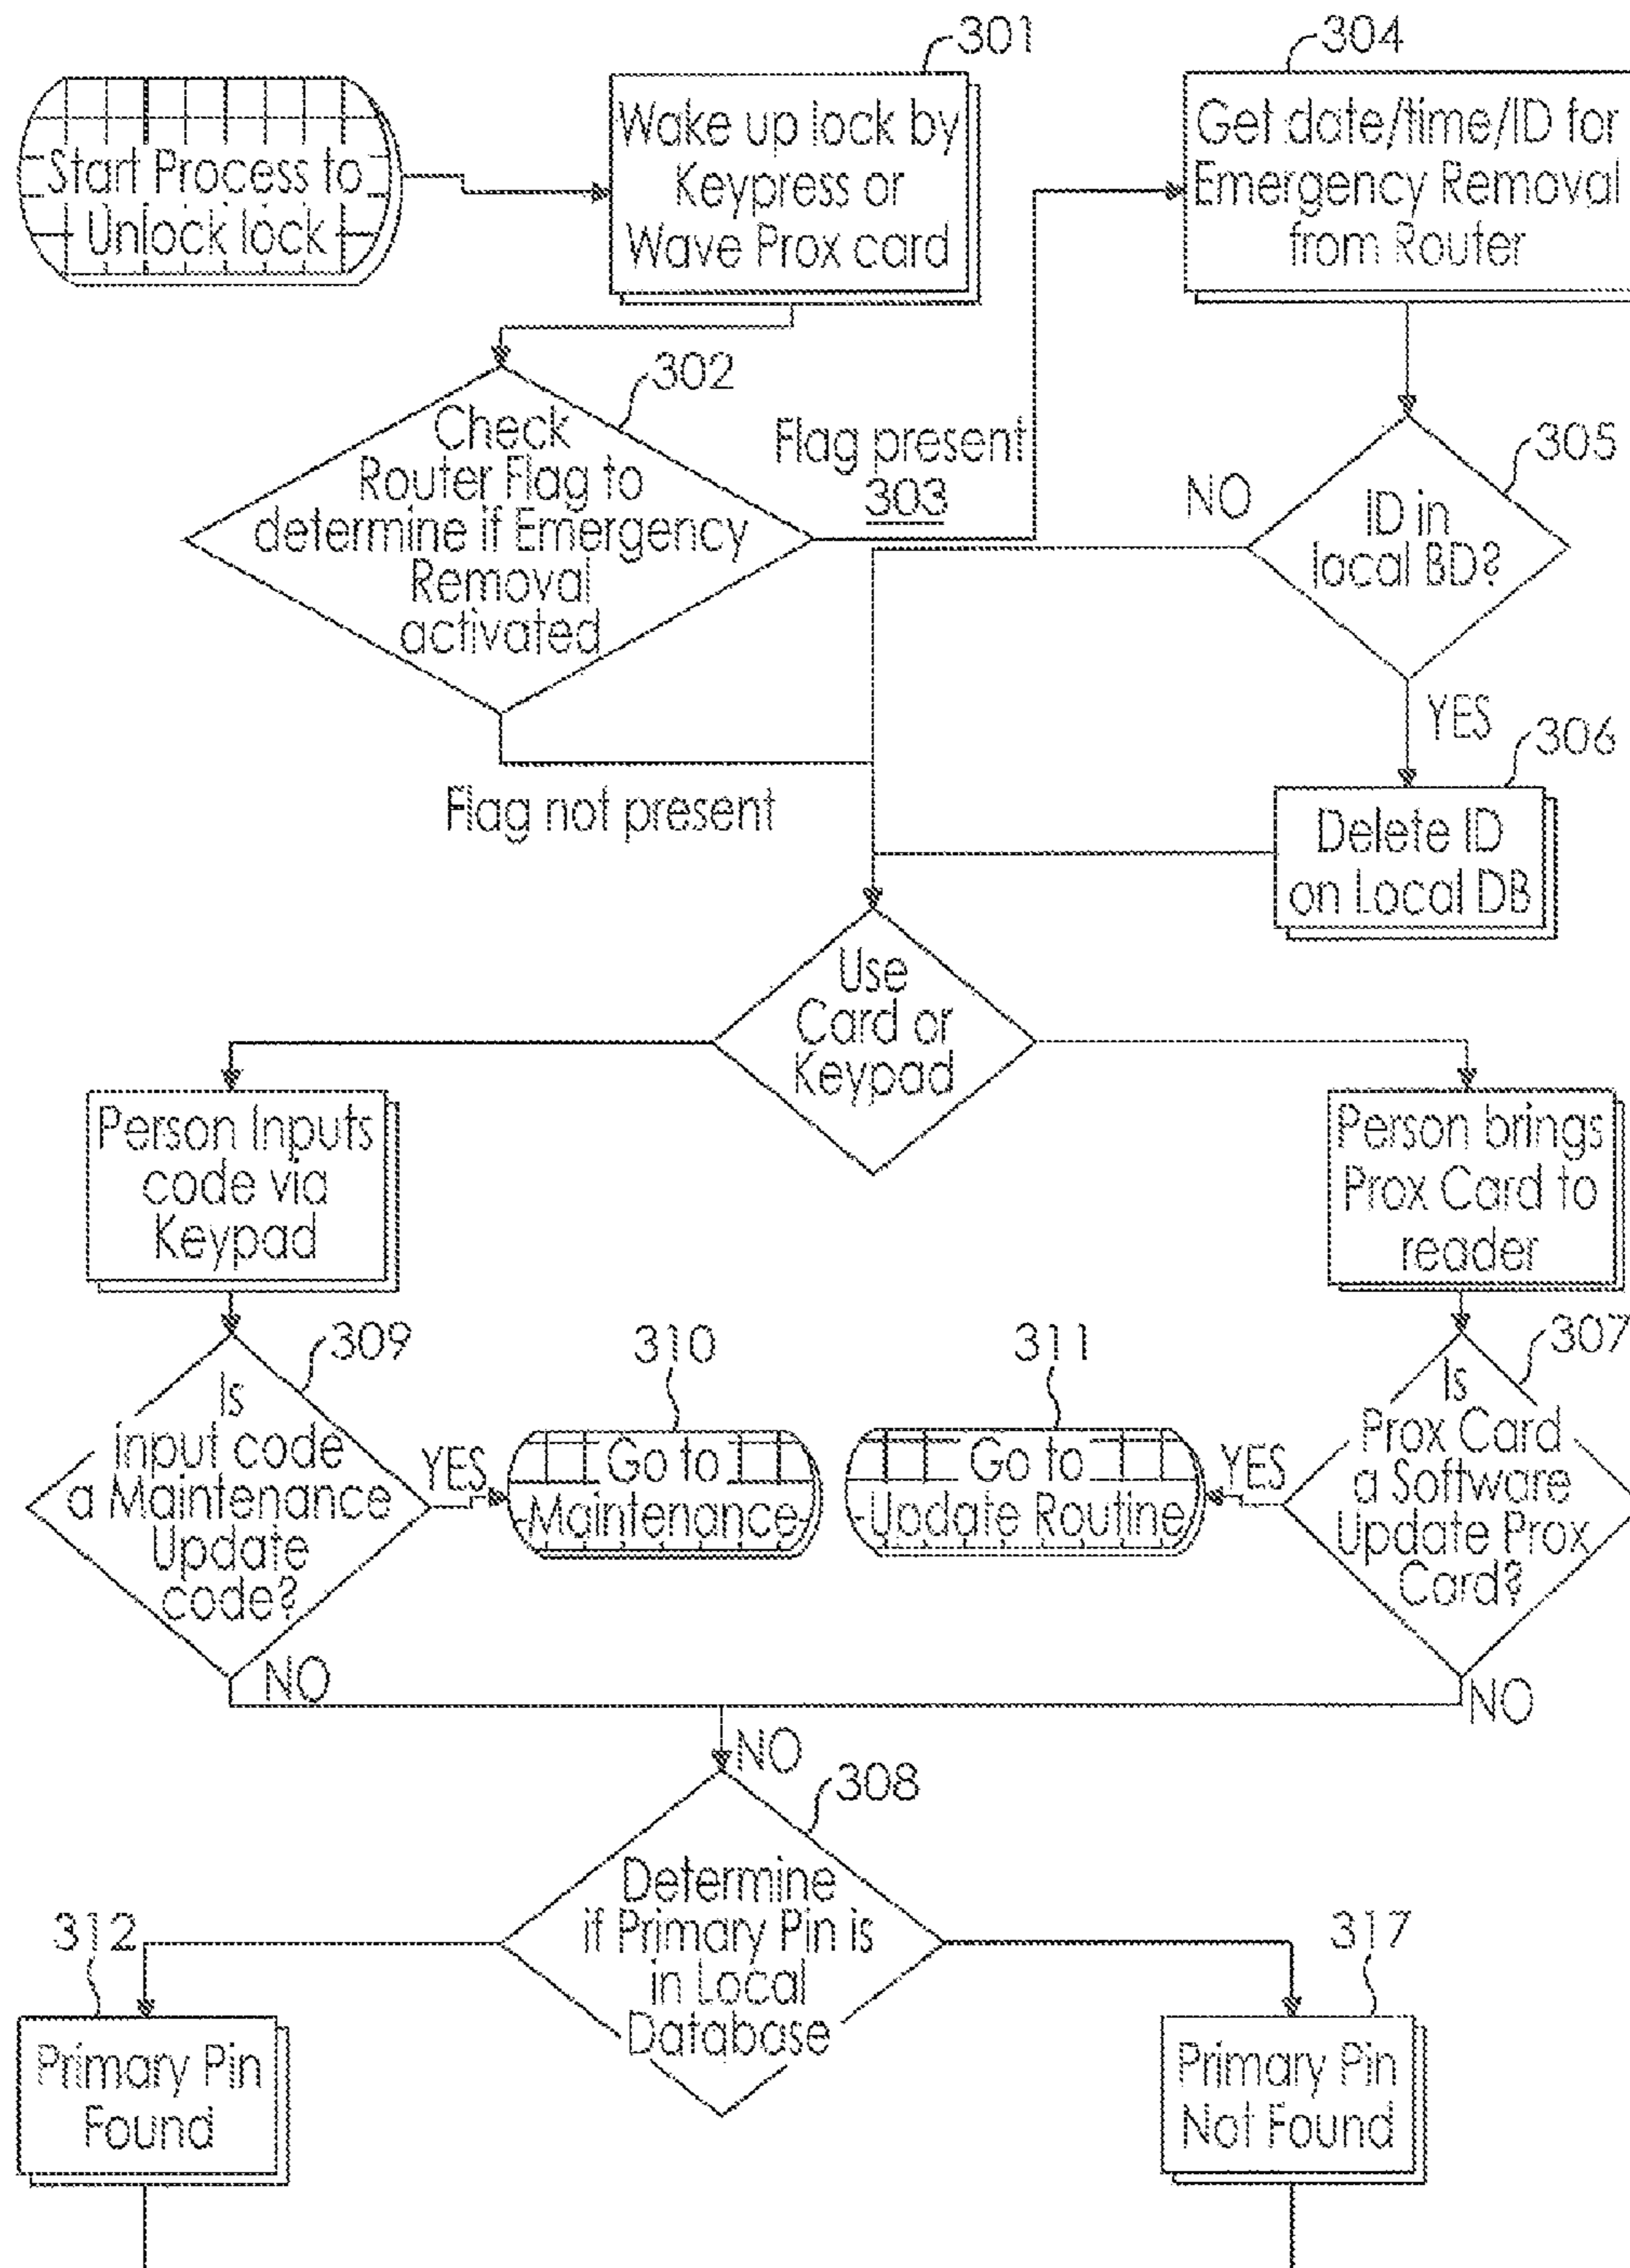 301
304
Start Process to
Unlock lock
Wake up lock by
Keypress or
Wave Prox card
Get date/time/ID for
Emergency Removal
from Router
302
Check
Router Flag to
determine if Emergency
Removal
activated
Flag present
303
Flag not present
305
NO
ID in
local BD?
YES
306
Delete ID
on Local DB
Use
Card or
Keypad
Person Inputs
code via
Keypad
Person brings
Prox Card to
reader
309
Is
input code
a Maintenance
Update
code?
YES
NO
310
Go to
Maintenance
311
Go to
Update Routine
307
Is
Prox Card
a Software
Update Prox
Card?
YES
NO
NO
308
Determine
if Primary Pin is
in Local
Database
312
Primary Pin
Found
317
Primary Pin
Not Found